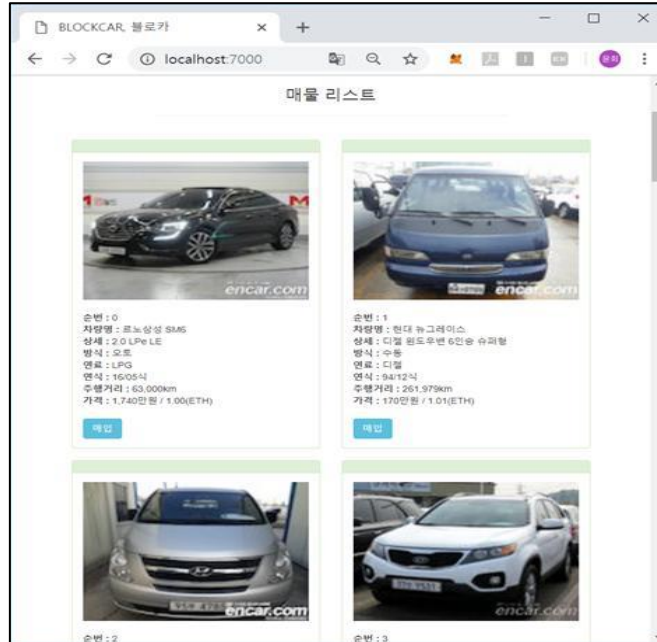 BLOCKCAR, 블로카
localhost:7000
매물 리스트
encar.com
순번 : 0
차량명 : 르노삼성 SM6
상세 : 2.0 LPe LE
방식 : 오토
연료 : LPG
연식 : 16/05식
주행거리 : 63,000km
가격 : 1,740만원 / 1.00(ETH)
매입
encar.com
순번 : 1
차량명 : 현대 뉴그레이스
상세 : 디젤 윈도우밴 6인승 슈퍼형
방식 : 수동
연료 : 디젤
연식 : 94/12식
주행거리 : 261,979km
가격 : 170만원 / 1.01(ETH)
매입
encar.com
순번 : 2
encar.com
순번 : 3